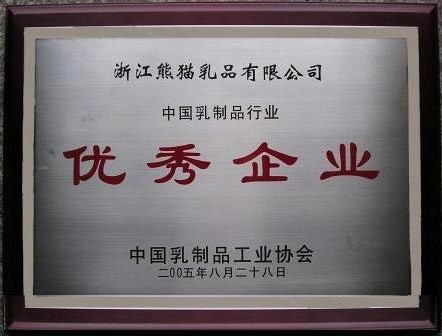 浙江熊猫乳品有限公司
中国乳制品行业
优秀企业
中国乳制品工业协会
二00五年八月二十八日